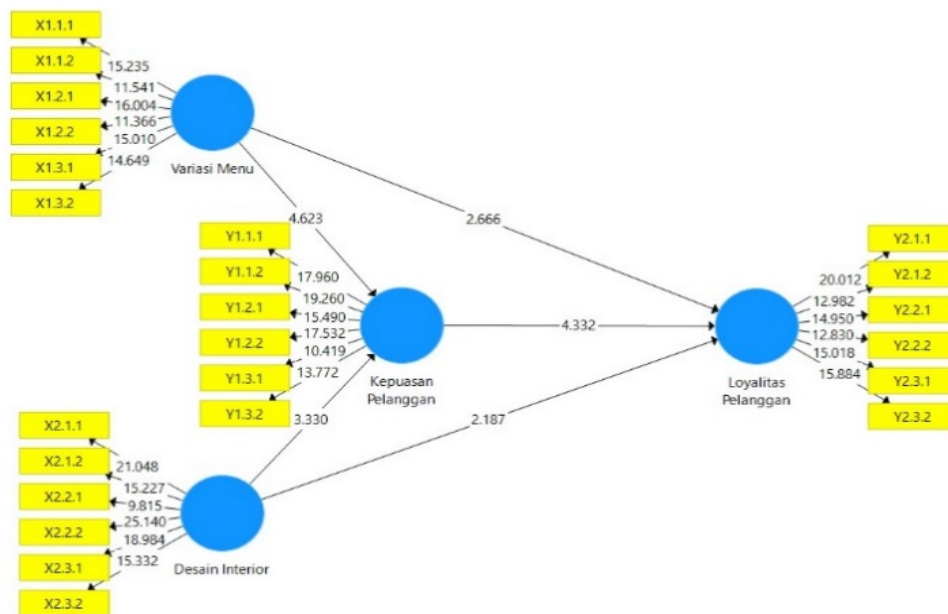 X1.1.1
X1.1.2
X1.2.1
X1.2.2
X1.3.1
X1.3.2
15.235
11.541
16.004
11.366
15.010
14.649
Variasi Menu
4.623
2.666
Y1.1.1
Y1.1.2
Y1.2.1
Y1.2.2
Y1.3.1
Y1.3.2
17.960
19.260
15.490
17.532
10.419
13.772
Kepuasan
Pelanggan
4.332
3.330
2.187
Y2.1.1
Y2.1.2
Y2.2.1
Y2.2.2
Y2.3.1
Y2.3.2
20.012
12.982
14.950
12.830
15.018
15.884
Loyalitas
Pelanggan
X2.1.1
X2.1.2
X2.2.1
X2.2.2
X2.3.1
X2.3.2
21.048
15.227
9.815
25.140
18.984
15.332
Desain Interior